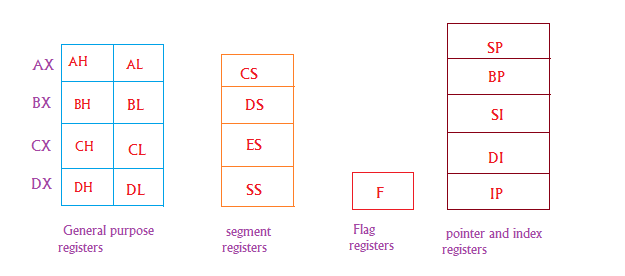 AX AH AL
BX BH BL
CX CH CL
DX DH DL
General purpose
registers
CS
DS
ES
SS
segment
registers
F
Flag
registers
SP
BP
SI
DI
IP
pointer and index
registers